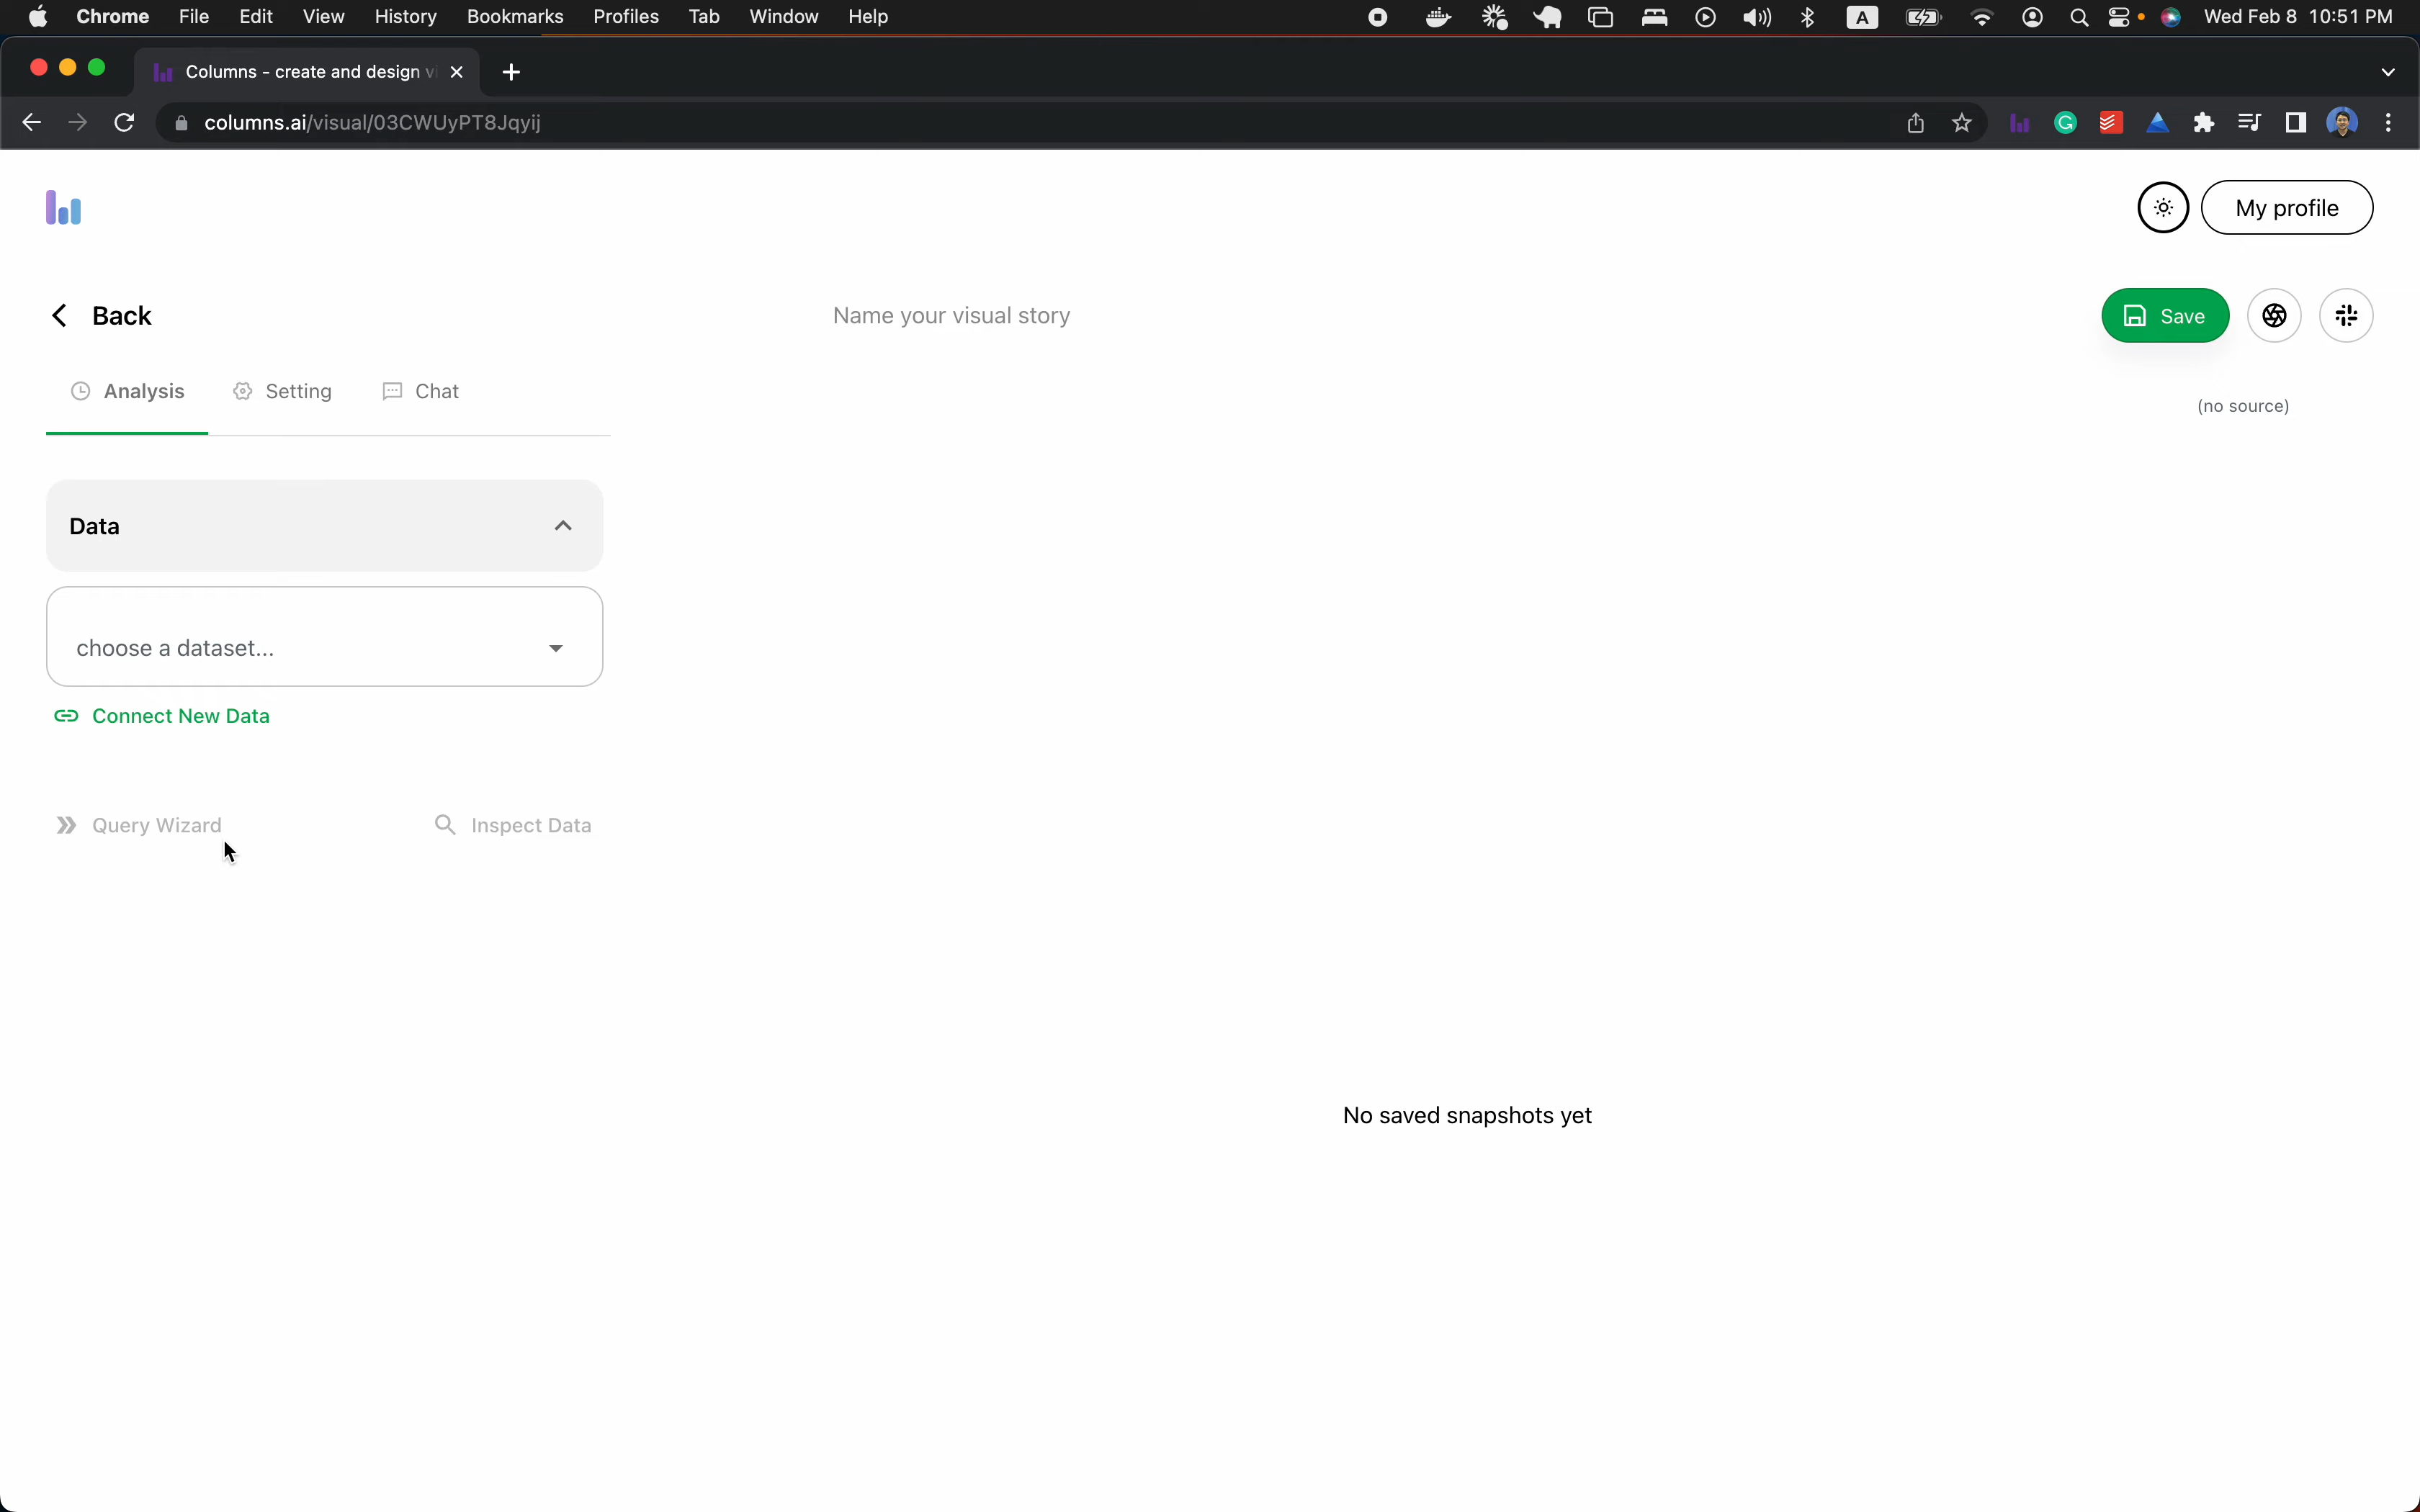 Chrome File Edit View History Bookmarks Profiles Tab Window Help A Wed Feb 8 10:51 PM
Columns - create and design vi
columns.ai/visual/03CWUyPT8Jqyij
My profile
Back
Name your visual story
Save
Analysis Setting Chat
(no source)
Data
choose a dataset...
Connect New Data
Query Wizard Inspect Data
No saved snapshots yet